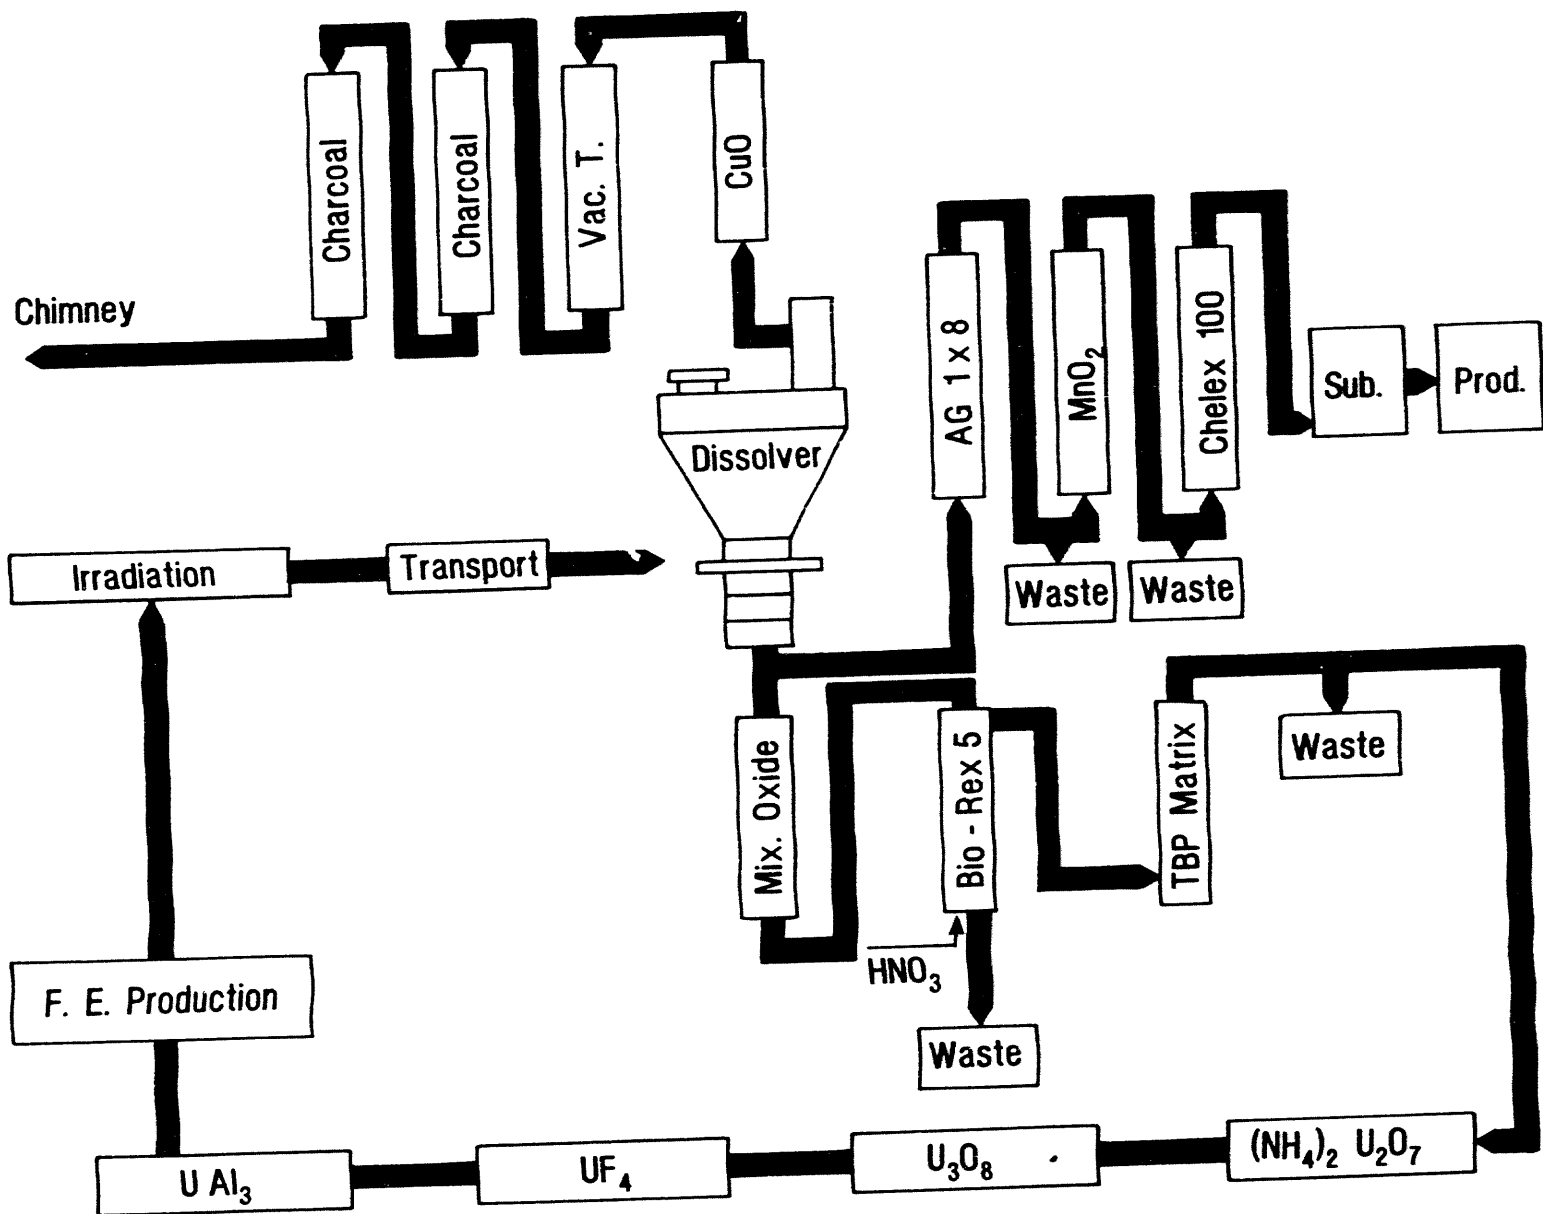 Charcoal
Charcoal
Vac. T.
CuO
Chimney
AG 1 x 8
MnO₂
Chelex 100
Sub.
Prod.
Dissolver
Irradiation
Transport
Waste
Waste
Mix. Oxide
Bio - Rex 5
TBP Matrix
Waste
HNO₃
F. E. Production
Waste
U Al₃
UF₄
U₃O₈
(NH₄)₂ U₂O₇